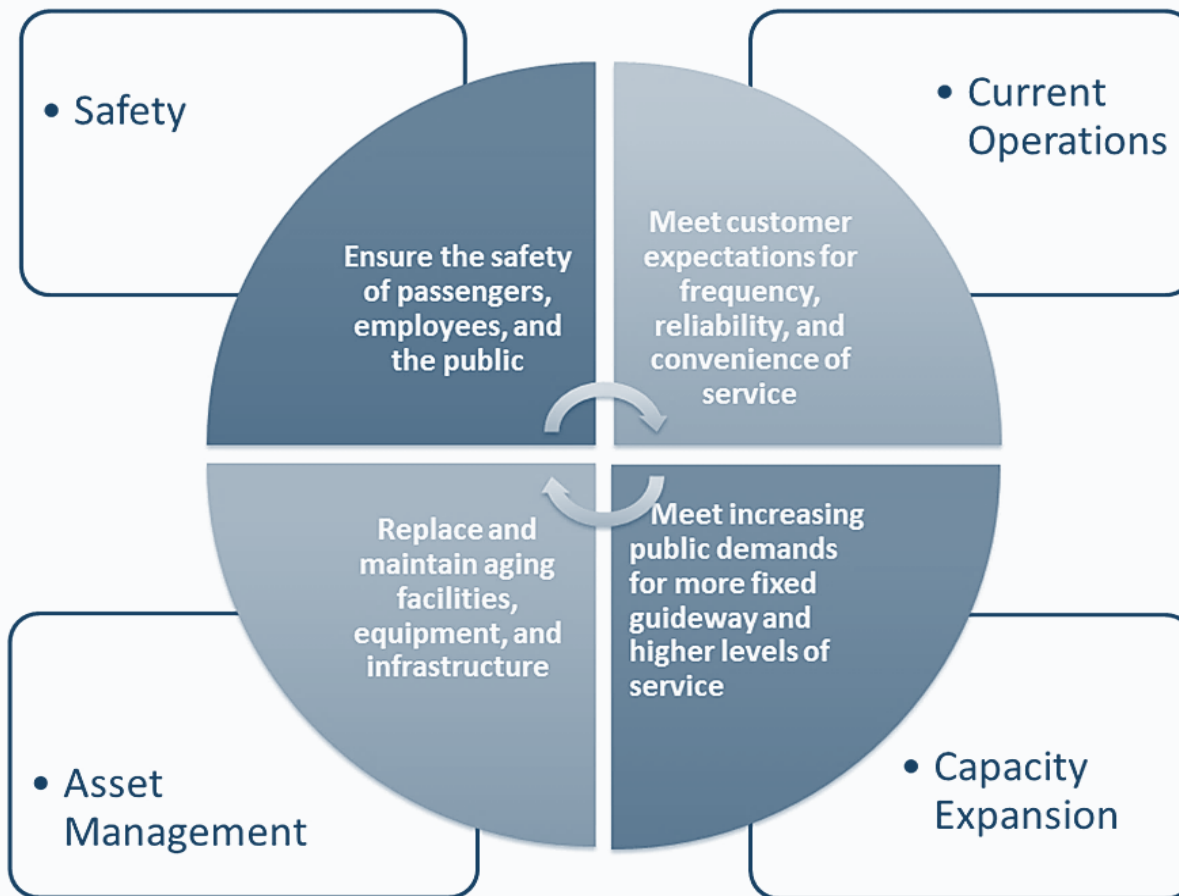 • Safety
Ensure the safety
of passengers,
employees, and
the public
• Current
Operations
Meet customer
expectations for
frequency,
reliability, and
convenience of
service
Replace and
maintain aging
facilities,
equipment, and
infrastructure
• Asset
Management
Meet increasing
public demands
for more fixed
guideway and
higher levels of
service
• Capacity
Expansion